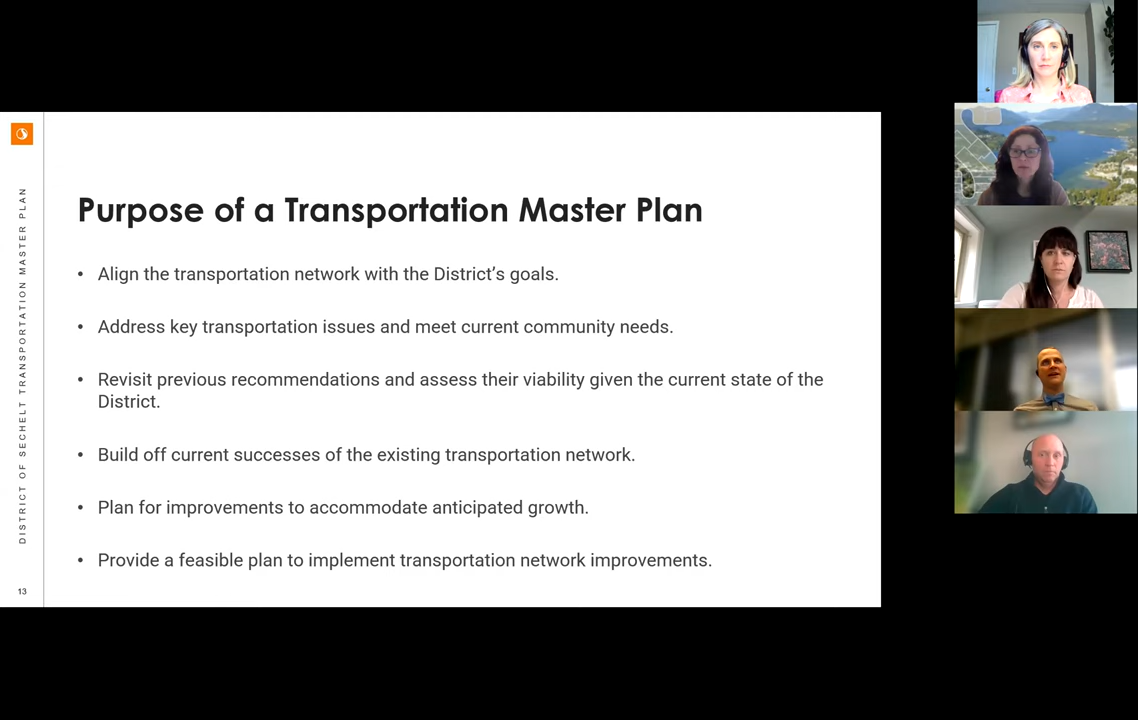 DISTRICT OF SECHELT TRANSPORTATION MASTER PLAN
Purpose of a Transportation Master Plan
• Align the transportation network with the District’s goals.
• Address key transportation issues and meet current community needs.
• Revisit previous recommendations and assess their viability given the current state of the
District.
• Build off current successes of the existing transportation network.
• Plan for improvements to accommodate anticipated growth.
• Provide a feasible plan to implement transportation network improvements.
13